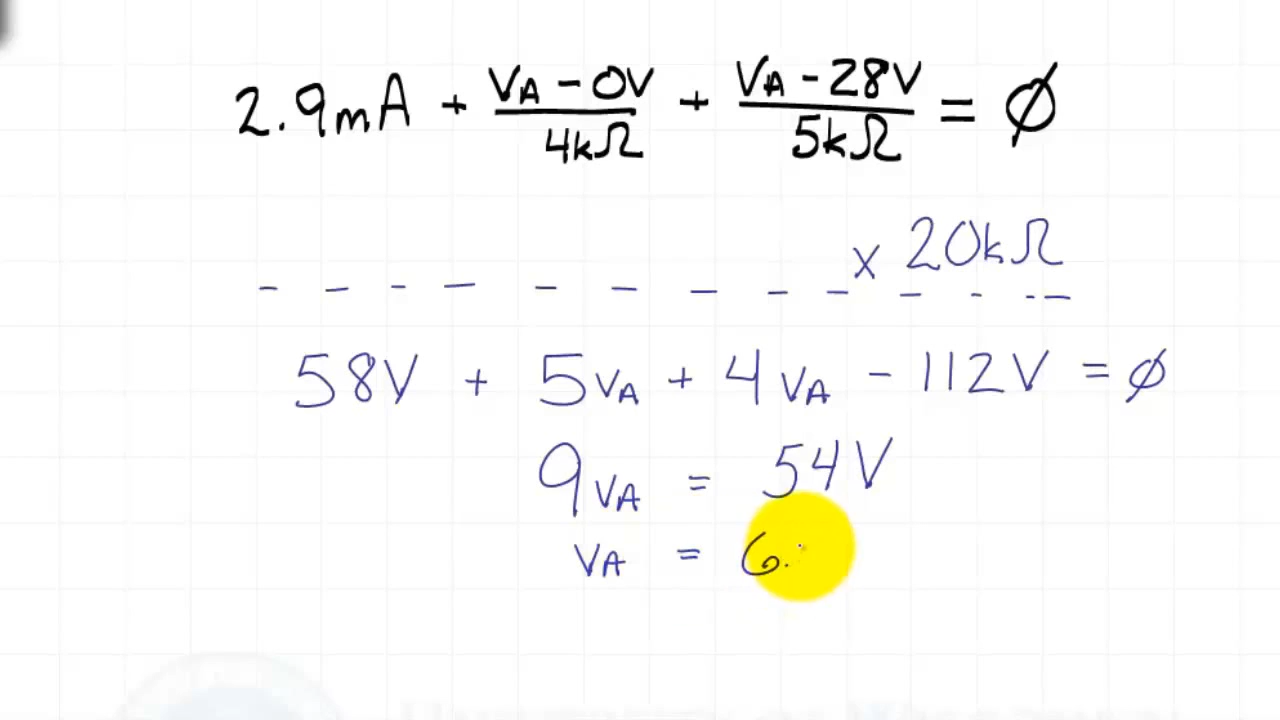 2.9mA + (VA - 0V)/(4kΩ) + (VA - 28V)/(5kΩ) = Ø
x 20kΩ
58V + 5VA + 4VA - 112V = Ø
9VA = 54V
VA = 6.